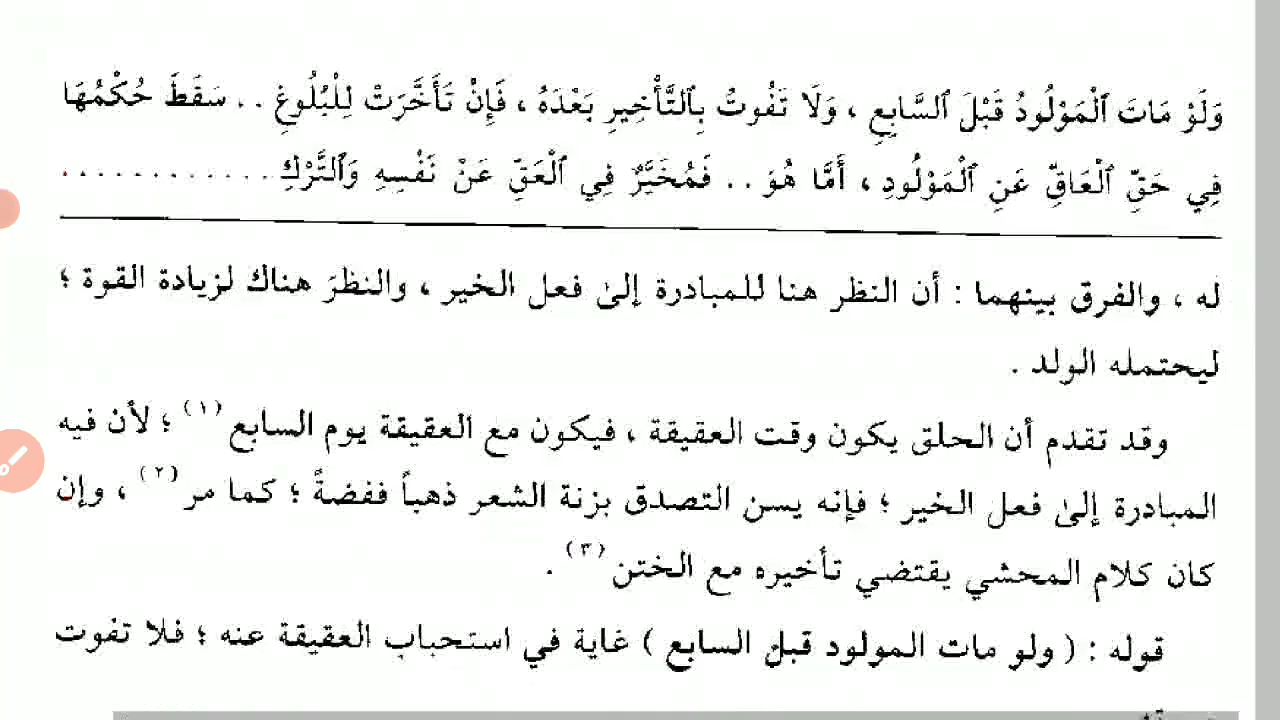 وَلَوْ مَاتَ ٱلْمَوْلُودُ قَبْلَ ٱلسَّابِعِ ، وَلَا تَفُوتُ بِٱلتَّأْخِيرِ بَعْدَهُ ، فَإِنْ تَأَخَّرَتْ لِلْبُلُوغِ . . سَقَطَ حُكْمُهَا
فِي حَقِّ ٱلْعَاقِّ عَنِ ٱلْمَوْلُودِ ، أَمَّا هُوَ . . فَمُخَيَّرٌ فِي ٱلْعَقِّ عَنْ نَفْسِهِ وَٱلتَّرْكِ . . . . . . . . . . . .
له ، والفرق بينهما : أن النظر هنا للمبادرة إلىٰ فعل الخير ، والنظرَ هناك لزيادة القوة ؛
ليحتمله الولد .
وقد تقدم أن الحلق يكون وقت العقيقة ، فيكون مع العقيقة يوم السابع (١) ؛ لأن فيه
المبادرة إلىٰ فعل الخير ؛ فإنه يسن التصدق بزنة الشعر ذهباً ففضةً ؛ كما مر (٢) ، وإن
كان كلام المحشي يقتضي تأخيره مع الختن (٣) .
قوله : ( ولو مات المولود قبل السابع ) غاية في استحباب العقيقة عنه ؛ فلا تفوت